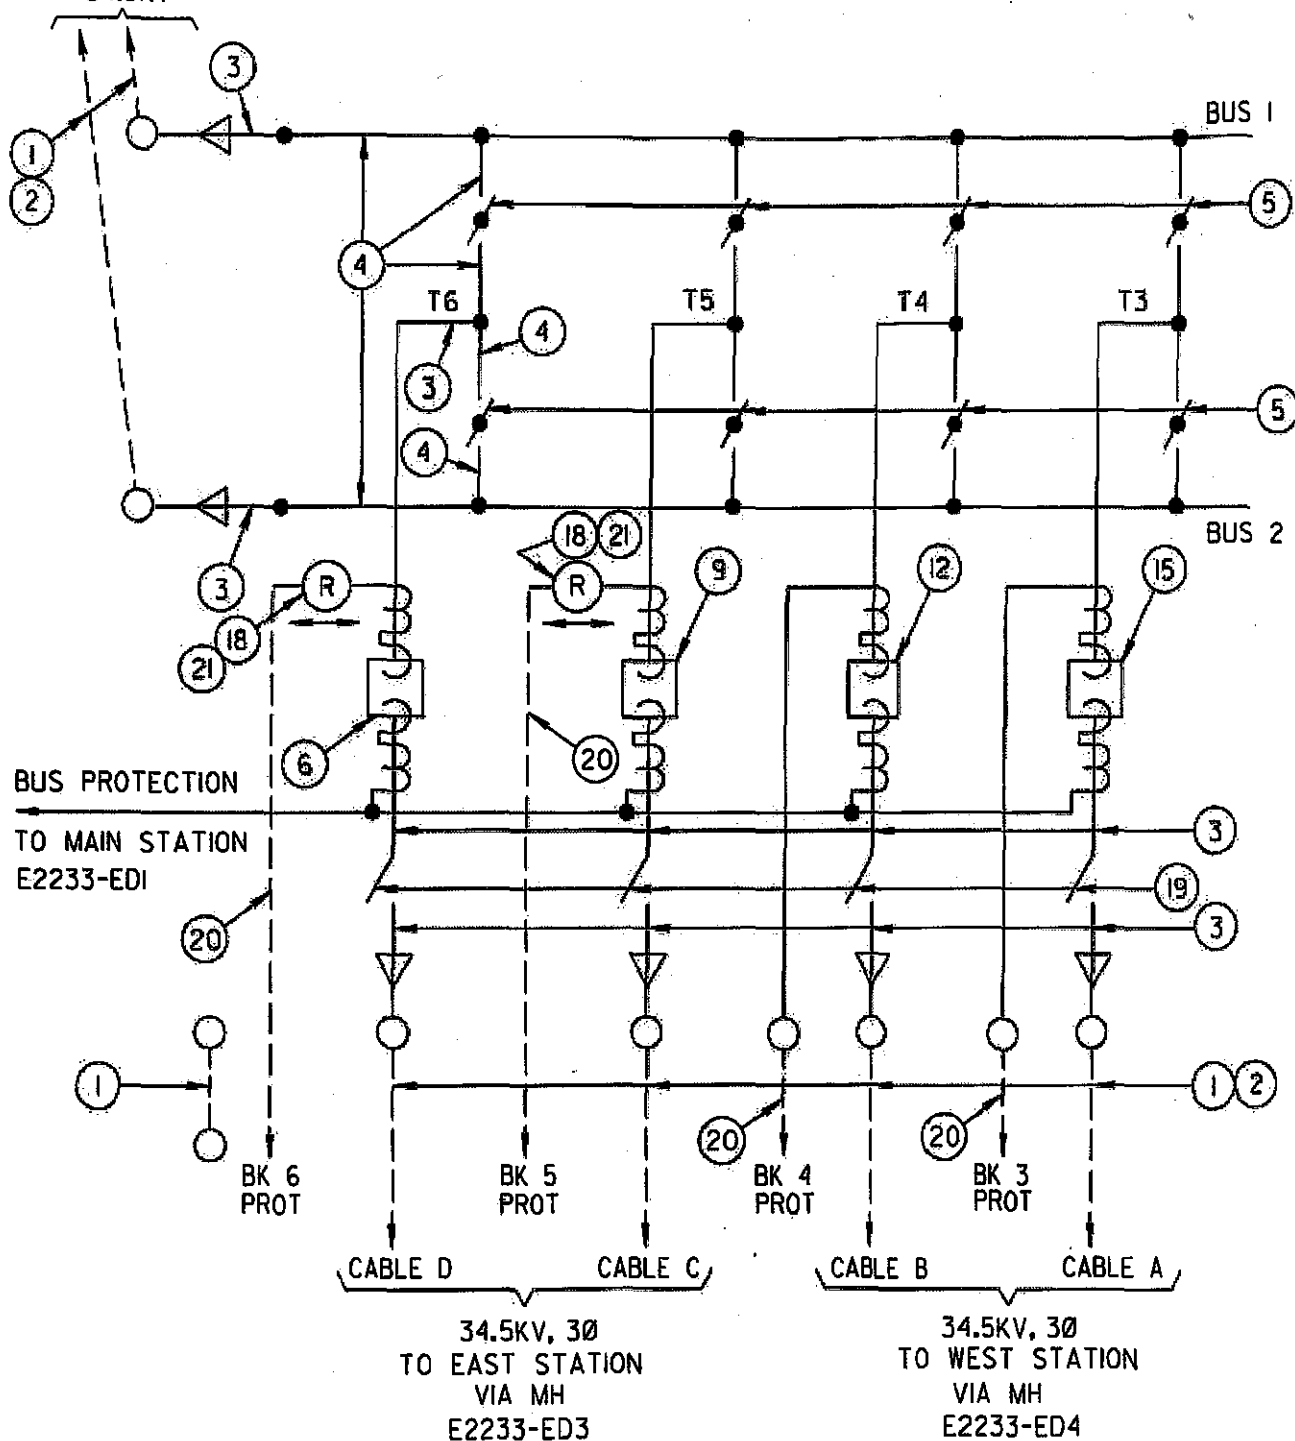 3
BUS 1
1
2
5
4
T6
T5
T4
T3
4
3
5
4
BUS 2
18 21
9
12
15
3
R
R
18
21
6
20
BUS PROTECTION
TO MAIN STATION
E2233-ED1
3
19
20
3
1
1 2
20
20
BK 6
PROT
BK 5
PROT
BK 4
PROT
BK 3
PROT
CABLE D
CABLE C
CABLE B
CABLE A
34.5KV, 3Ø
TO EAST STATION
VIA MH
E2233-ED3
34.5KV, 3Ø
TO WEST STATION
VIA MH
E2233-ED4